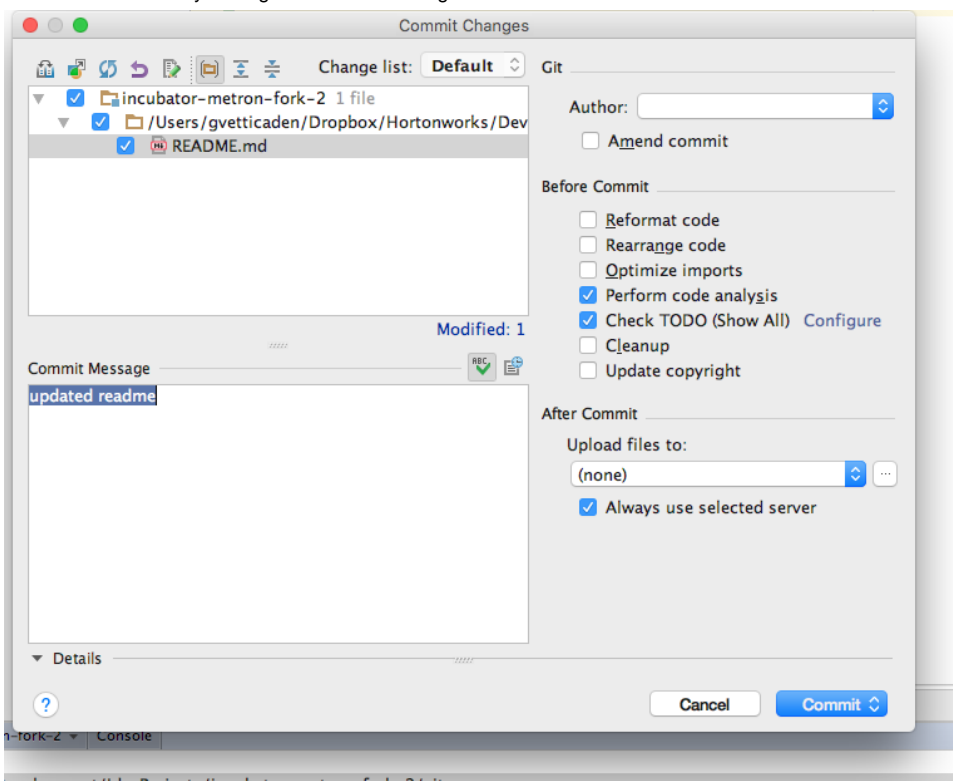 Commit Changes
Change list: Default
Git
incubator-metron-fork-2 1 file
/Users/gvetticaden/Dropbox/Hortonworks/Dev
README.md
Author:
Amend commit
Before Commit
Reformat code
Rearrange code
Optimize imports
Perform code analysis
Check TODO (Show All) Configure
Cleanup
Update copyright
Modified: 1
Commit Message
ABC
updated readme
After Commit
Upload files to:
(none)
...
Always use selected server
Details
?
Cancel
Commit
n-fork-2
Console